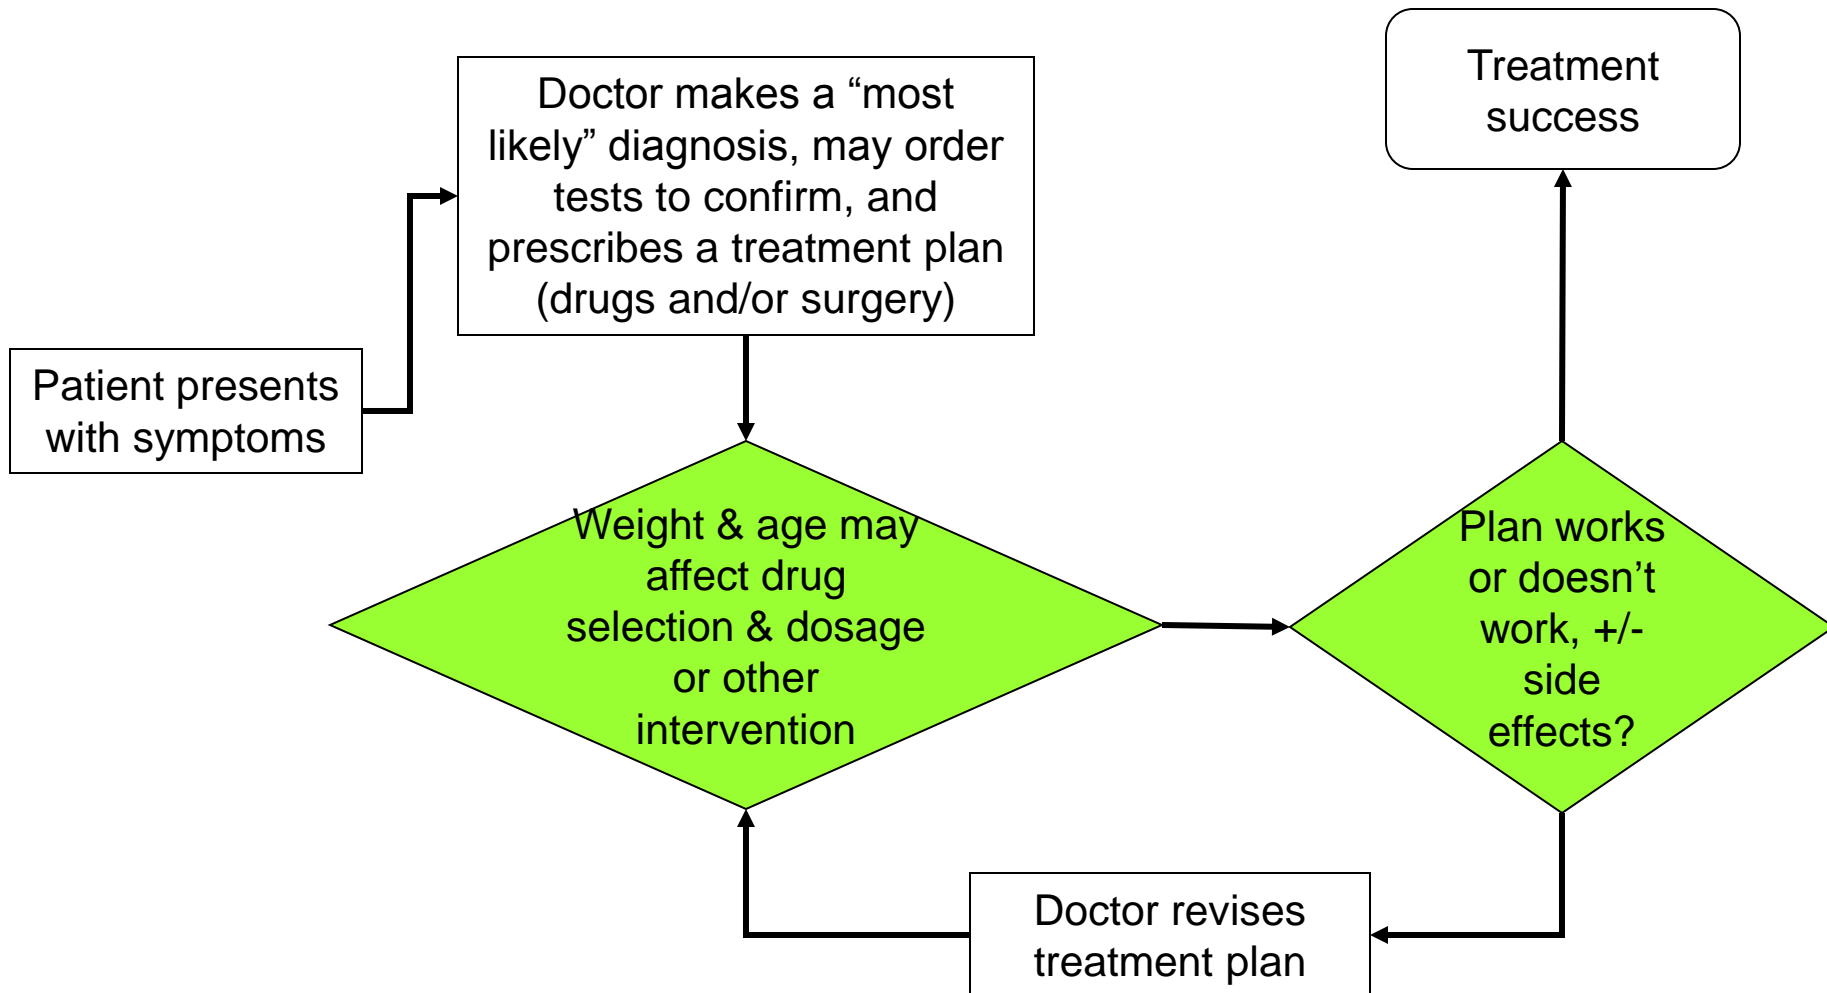 Patient presents
with symptoms
Doctor makes a “most
likely” diagnosis, may order
tests to confirm, and
prescribes a treatment plan
(drugs and/or surgery)
Weight & age may
affect drug
selection & dosage
or other
intervention
Plan works
or doesn’t
work, +/-
side
effects?
Treatment
success
Doctor revises
treatment plan